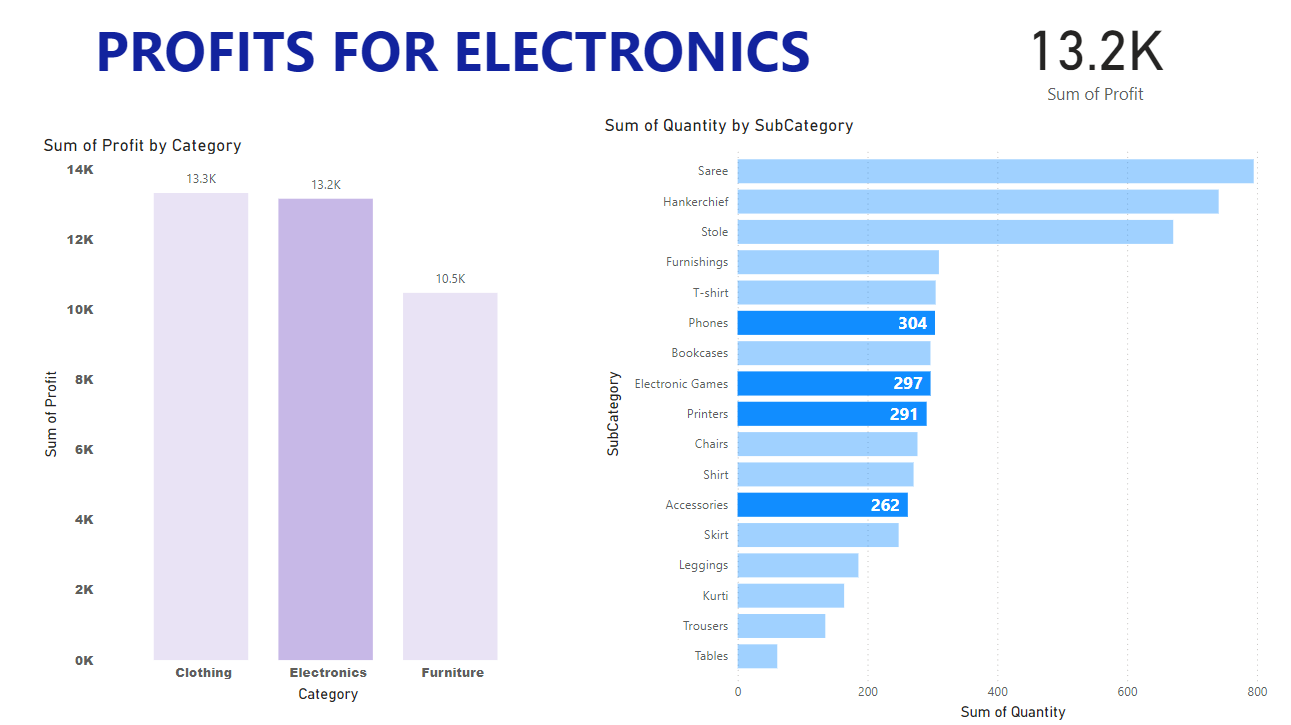 PROFITS FOR ELECTRONICS
13.2K
Sum of Profit
Sum of Profit by Category
14K
12K
10K
8K
6K
4K
2K
0K
Sum of Profit
13.3K
13.2K
10.5K
Clothing
Electronics
Furniture
Category
Sum of Quantity by SubCategory
SubCategory
Saree
Hankerchief
Stole
Furnishings
T-shirt
Phones 304
Bookcases
Electronic Games 297
Printers 291
Chairs
Shirt
Accessories 262
Skirt
Leggings
Kurti
Trousers
Tables
0 200 400 600 800
Sum of Quantity